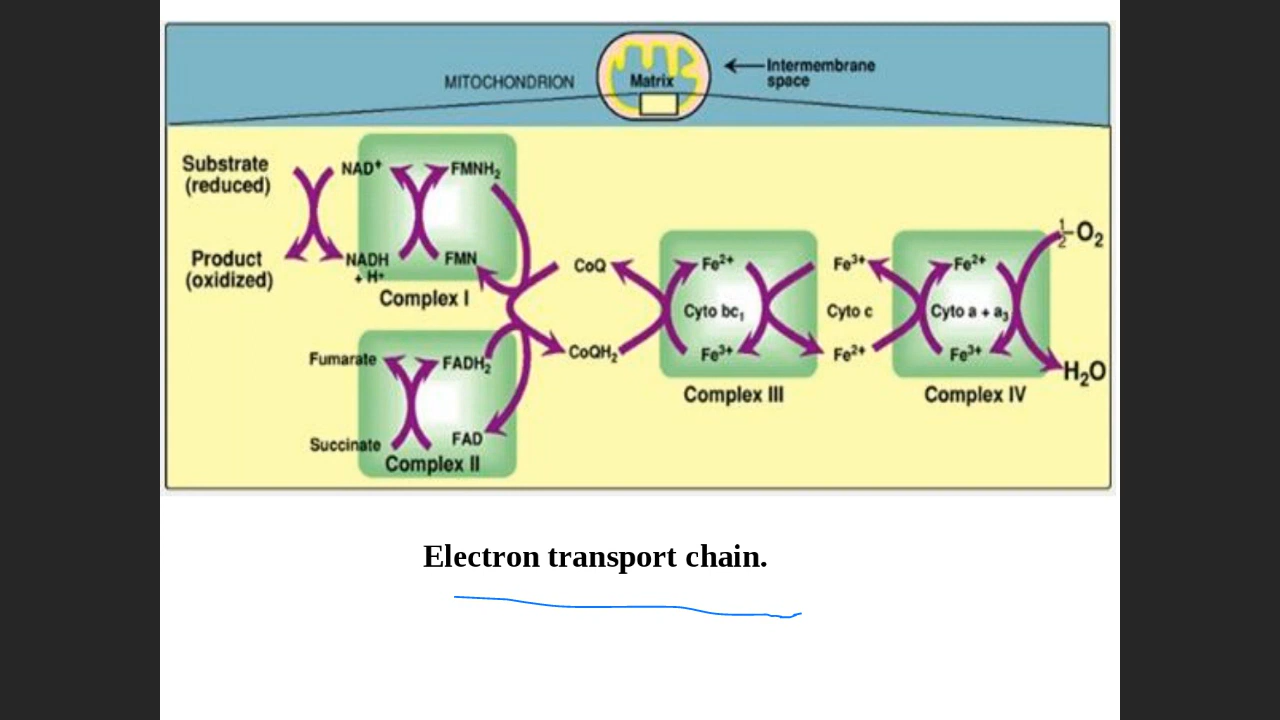 MITOCHONDRION
Matrix
Intermembrane
space
Substrate
(reduced)
NAD⁺
FMNH₂
Product
(oxidized)
NADH
+ H⁺
FMN
Complex I
Fumarate
FADH₂
Succinate
FAD
Complex II
CoQ
CoQH₂
Fe²⁺
Cyto bc₁
Fe³⁺
Complex III
Fe³⁺
Cyto c
Fe²⁺
Fe²⁺
Cyto a + a₃
Fe³⁺
Complex IV
½-O₂
H₂O
Electron transport chain.